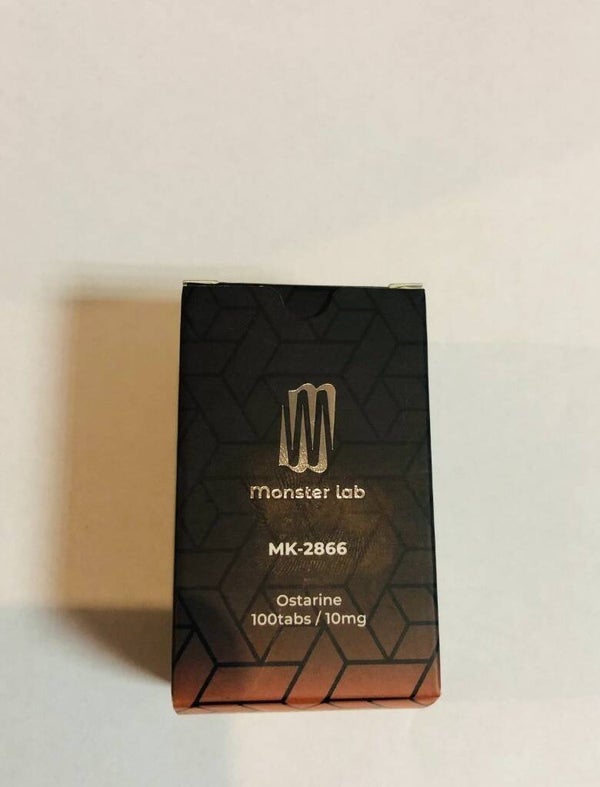 Monster lab
MK-2866
Ostarine
100tabs / 10mg